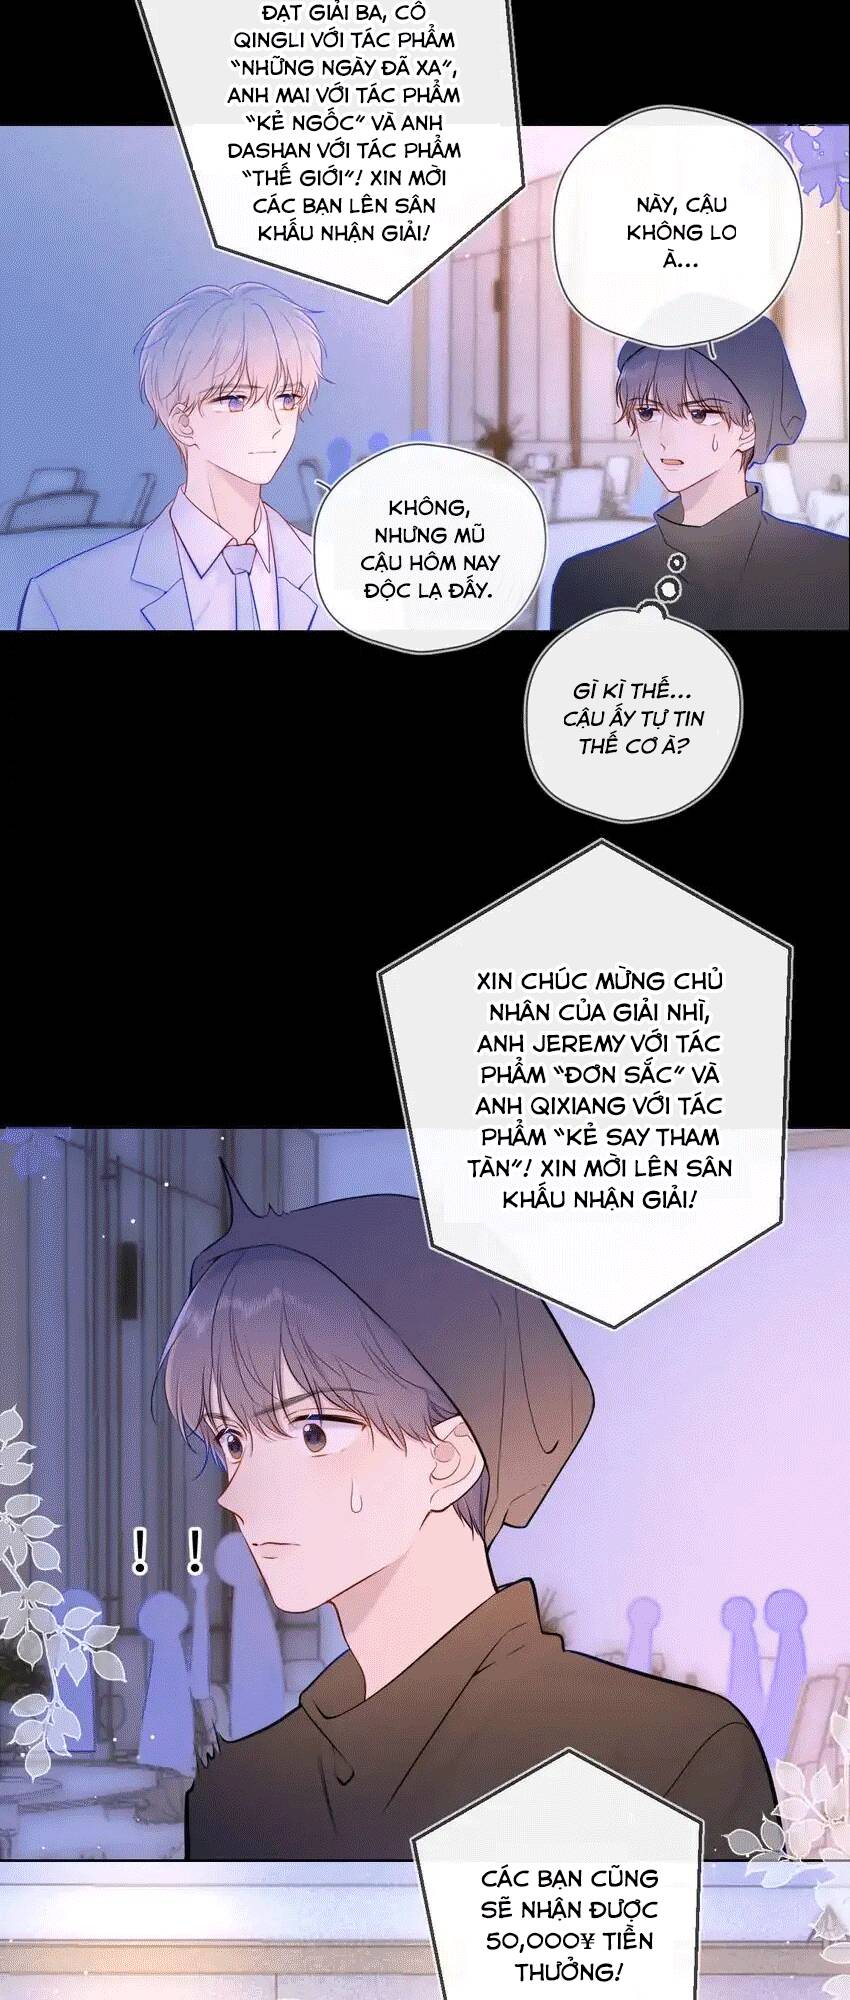 ĐẠT GIẢI BA, CÔ
QINGLI VỚI TÁC PHẨM
"NHỮNG NGÀY ĐÃ XA",
ANH MAI VỚI TÁC PHẨM
"KẺ NGỐC" VÀ ANH
DASHAN VỚI TÁC PHẨM
"THẾ GIỚI"! XIN MỜI
CÁC BẠN LÊN SÂN
KHẤU NHẬN GIẢI!
NÀY, CẬU
KHÔNG LO
À...
KHÔNG,
NHƯNG MŨ
CẬU HÔM NAY
ĐỘC LẠ ĐẤY.
GÌ KÌ THẾ...
CẬU ẤY TỰ TIN
THẾ CƠ À?
XIN CHÚC MỪNG CHỦ
NHÂN CỦA GIẢI NHÌ,
ANH JEREMY VỚI TÁC
PHẨM "ĐƠN SẮC" VÀ
ANH QIXIANG VỚI TÁC
PHẨM "KẺ SAY THAM
TÀN"! XIN MỜI LÊN SÂN
KHẤU NHẬN GIẢI!
! !
CÁC BẠN CŨNG
SẼ NHẬN ĐƯỢC
50,000¥ TIỀN
THƯỞNG!